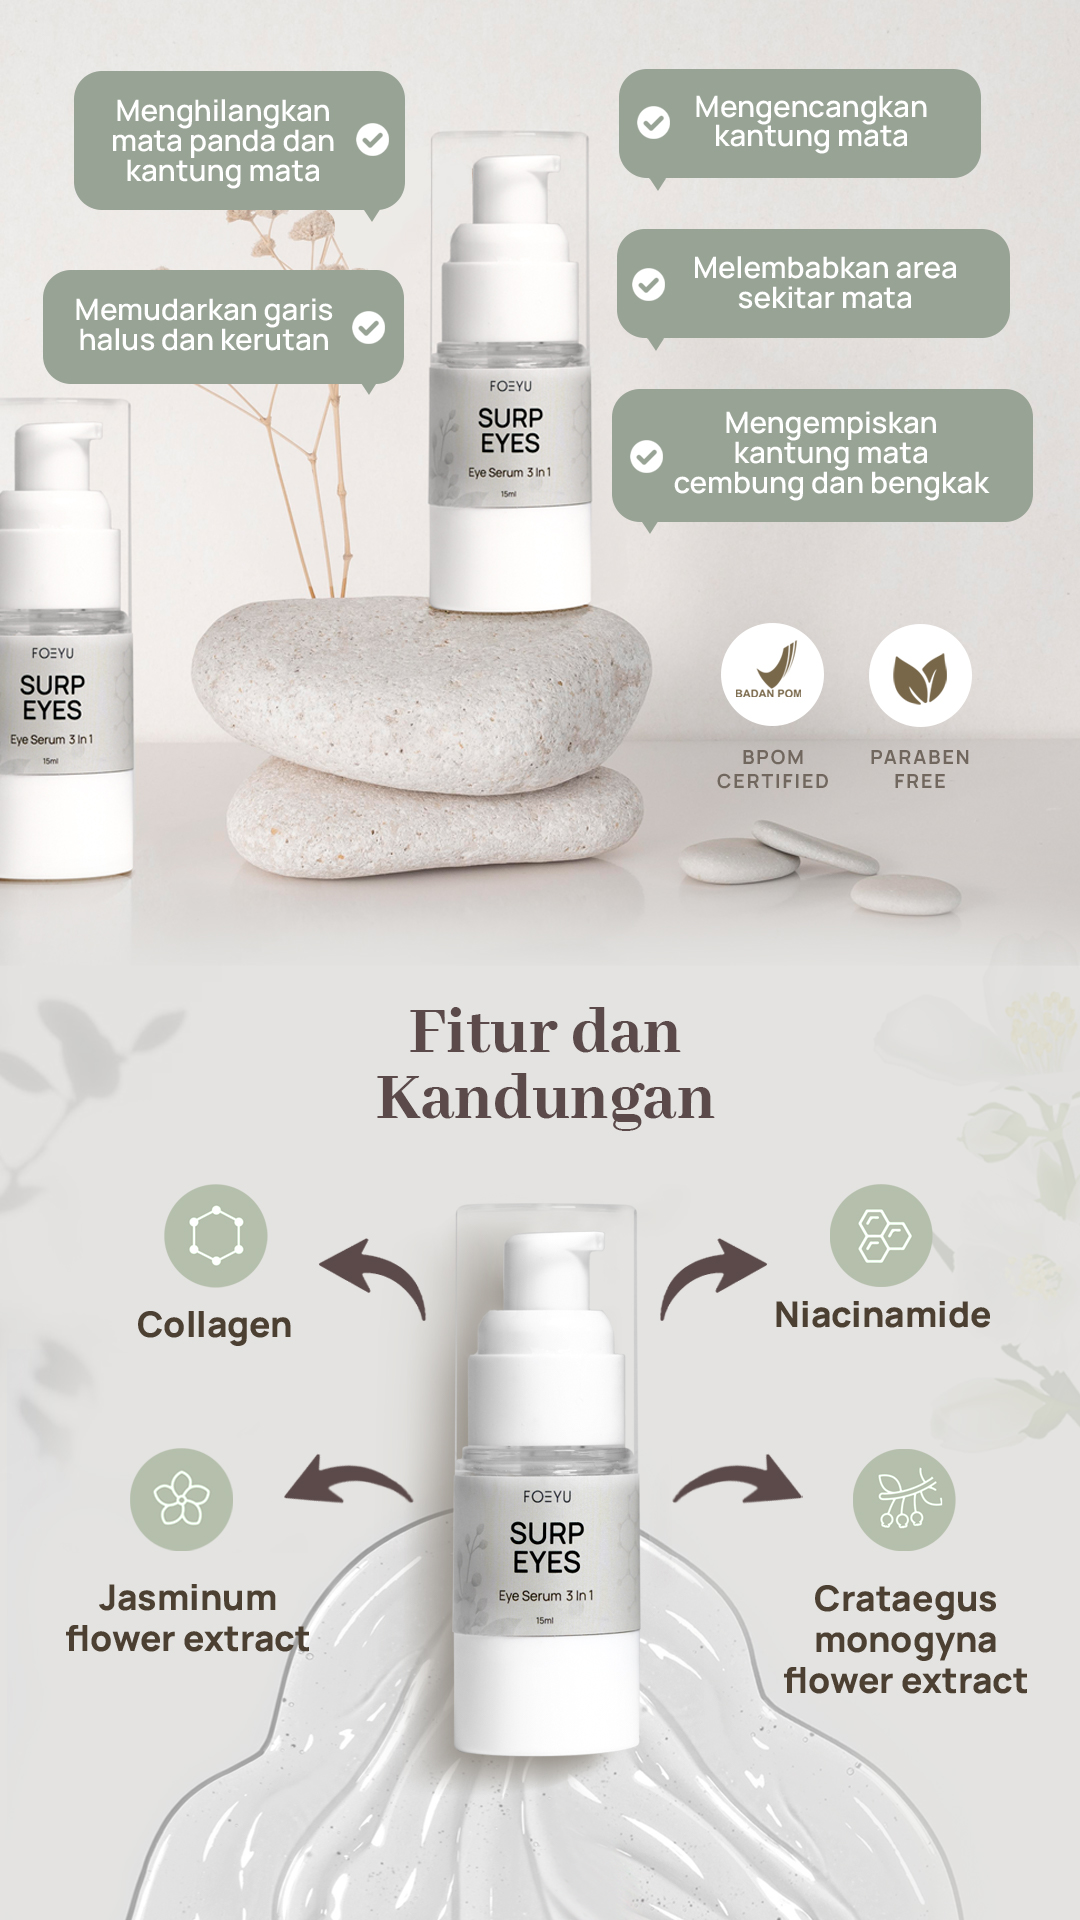 Menghilangkan
mata panda dan
kantung mata
Mengencangkan
kantung mata
Memudarkan garis
halus dan kerutan
Melembabkan area
sekitar mata
Mengempiskan
kantung mata
cembung dan bengkak
FOEYU
SURP
EYES
Eye Serum 3 In 1
15ml
FOEYU
SURP
EYES
Eye Serum 3 In 1
15ml
BADAN POM
BPOM
CERTIFIED
PARABEN
FREE
Fitur dan
Kandungan
Collagen
Niacinamide
Jasminum
flower extract
Crataegus
monogyna
flower extract
FOEYU
SURP
EYES
Eye Serum 3 In 1
15ml